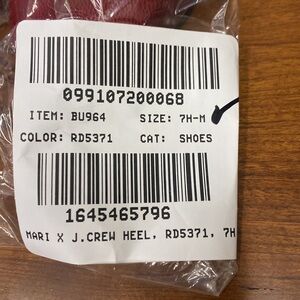 099107200068
ITEM: BU964 SIZE: 7H-M
COLOR: RD5371 CAT: SHOES
1645465796
MARI X J.CREW HEEL, RD5371, 7H